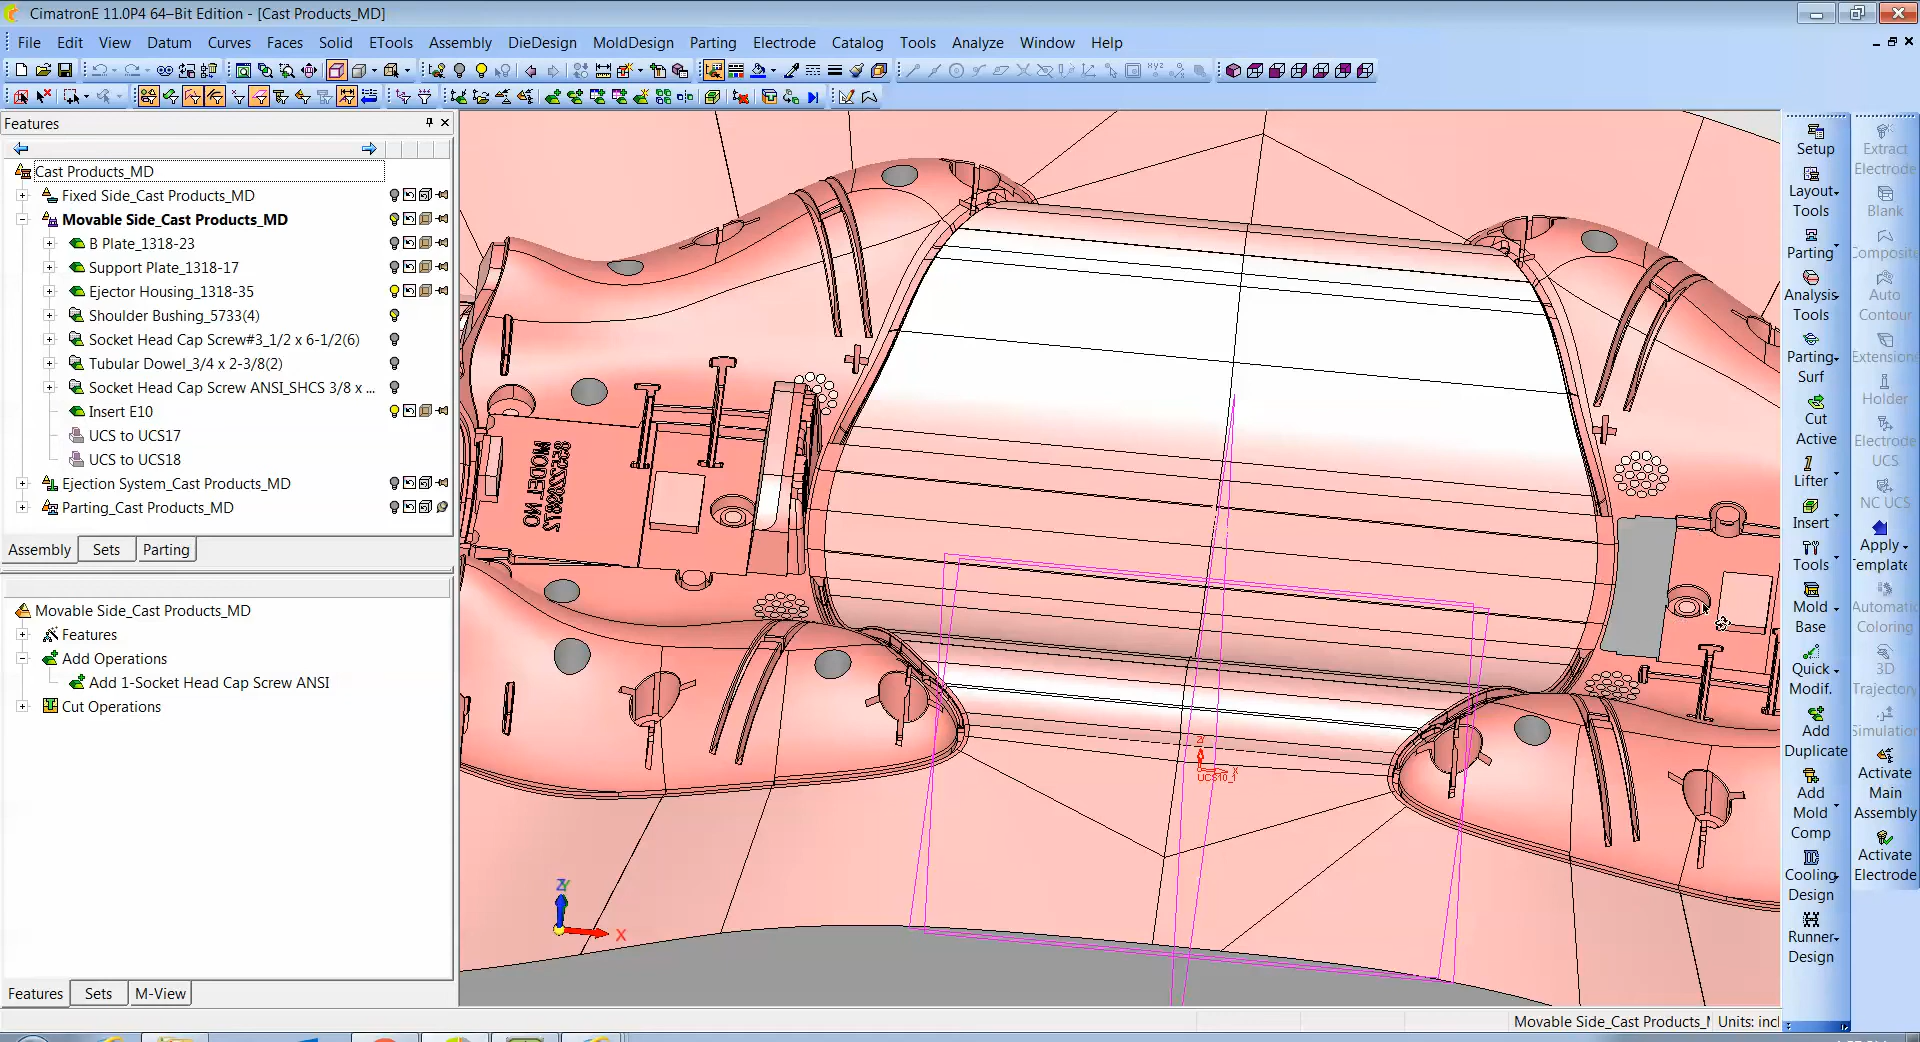 CimatronE 11.0P4 64–Bit Edition - [Cast Products_MD]
File Edit View Datum Curves Faces Solid ETools Assembly DieDesign MoldDesign Parting Electrode Catalog Tools Analyze Window Help
Features
Cast Products_MD
Fixed Side_Cast Products_MD
Movable Side_Cast Products_MD
B Plate_1318-23
Support Plate_1318-17
Ejector Housing_1318-35
Shoulder Bushing_5733(4)
Socket Head Cap Screw#3_1/2 x 6-1/2(6)
Tubular Dowel_3/4 x 2-3/8(2)
Socket Head Cap Screw ANSI_SHCS 3/8 x ...
Insert E10
UCS to UCS17
UCS to UCS18
Ejection System_Cast Products_MD
Parting_Cast Products_MD
Assembly Sets Parting
Movable Side_Cast Products_MD
Features
Add Operations
Add 1-Socket Head Cap Screw ANSI
Cut Operations
Features Sets M-View
MODEL NO
UCS10_1
Z
X
Setup
Layout
Tools
Parting
Analysis
Tools
Parting
Surf
Cut
Active
Lifter
Insert
Tools
Mold
Base
Quick
Modif.
Add
Duplicate
Add
Mold
Comp
Cooling
Design
Runner
Design
Extract
Electrode
Blank
Composite
Auto
Contour
Extension
Holder
Electrode
UCS
NC UCS
Apply
Template
Automatic
Coloring
3D
Trajectory
Simulation
Activate
Main
Assembly
Activate
Electrode
Movable Side_Cast Products_M Units: incl